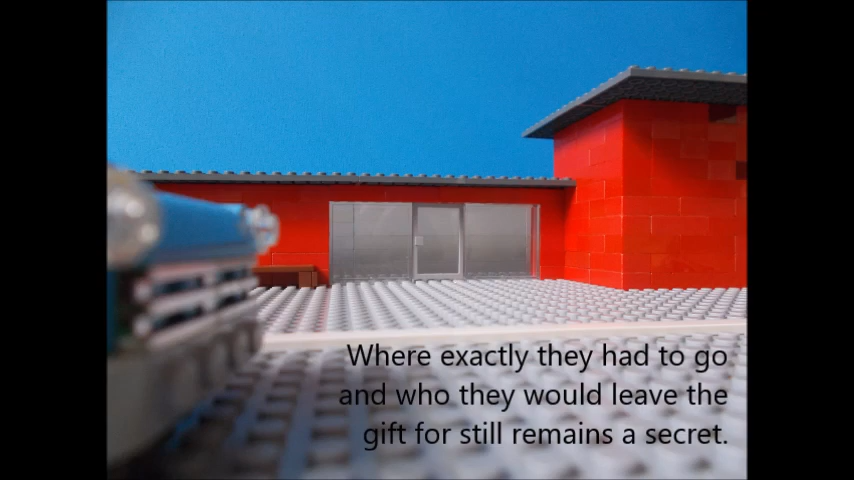 Where exactly they had to go
and who they would leave the
gift for still remains a secret.